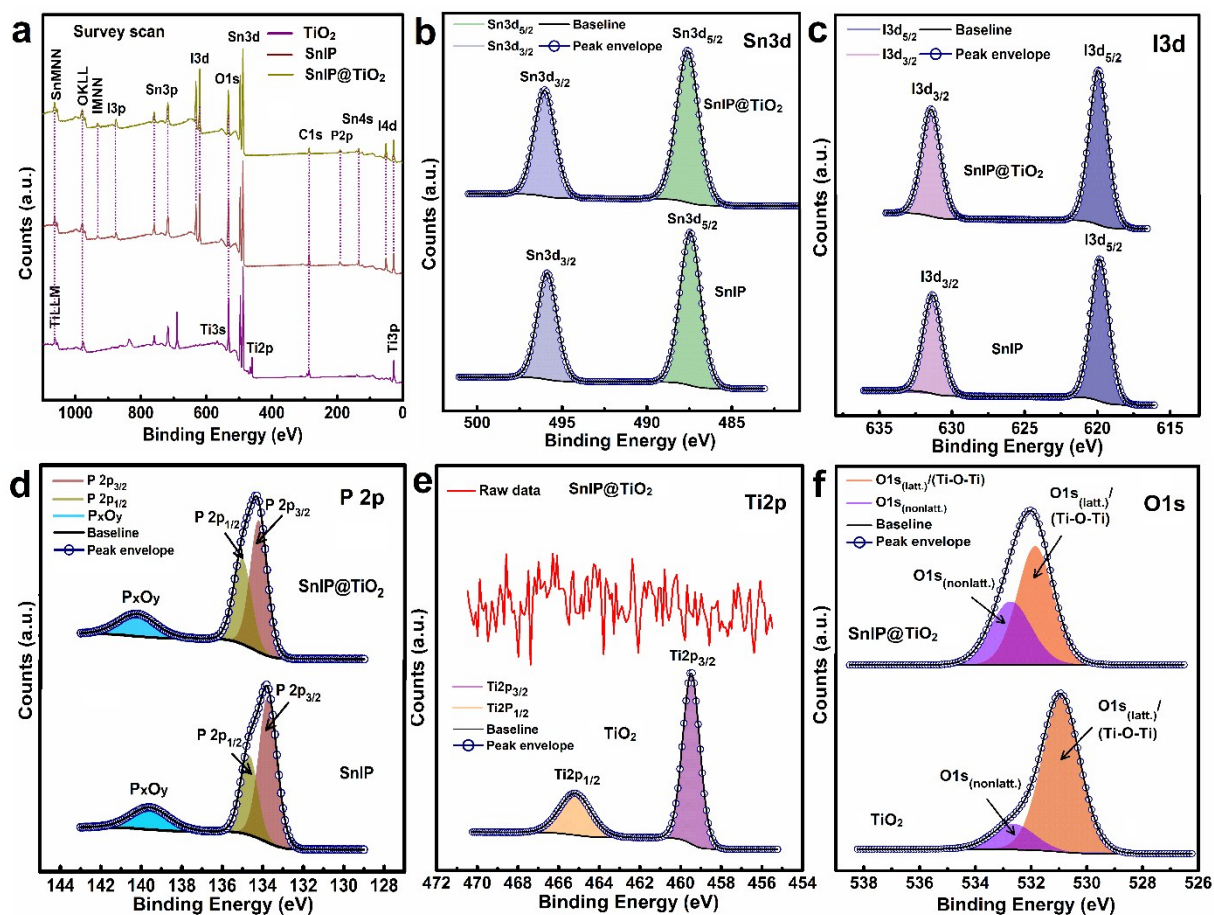 a
Survey scan
TiO2
SnIP
SnIP@TiO2
SnMNN
OKLL
IMNN
I3p
Sn3p
I3d
O1s
Sn3d
C1s
P2p
Sn4s
I4d
TiLLM
Ti3s
Ti2p
Ti3p
Counts (a.u.)
1000 800 600 400 200 0
Binding Energy (eV)
b
Sn3d5/2
Sn3d3/2
Baseline
Peak envelope
Sn3d
Sn3d5/2
Sn3d3/2
SnIP@TiO2
Sn3d5/2
Sn3d3/2
SnIP
Counts (a.u.)
500 495 490 485
Binding Energy (eV)
c
I3d5/2
I3d3/2
Baseline
Peak envelope
I3d
I3d5/2
I3d3/2
SnIP@TiO2
I3d5/2
I3d3/2
SnIP
Counts (a.u.)
635 630 625 620 615
Binding Energy (eV)
d
P 2p3/2
P 2p1/2
PxOy
Baseline
Peak envelope
P 2p
P 2p3/2
P 2p1/2
PxOy
SnIP@TiO2
P 2p3/2
P 2p1/2
PxOy
SnIP
Counts (a.u.)
144 142 140 138 136 134 132 130 128
Binding Energy (eV)
e
Raw data
SnIP@TiO2
Ti2p
Ti2p3/2
Ti2p3/2
Ti2P1/2
Baseline
Peak envelope
TiO2
Ti2p1/2
Counts (a.u.)
472 470 468 466 464 462 460 458 456 454
Binding Energy (eV)
f
O1s(latt.)/(Ti-O-Ti)
O1s(nonlatt.)
Baseline
Peak envelope
O1s
O1s(latt.)/
(Ti-O-Ti)
O1s(nonlatt.)
SnIP@TiO2
O1s(latt.)/
(Ti-O-Ti)
O1s(nonlatt.)
TiO2
Counts (a.u.)
538 536 534 532 530 528 526
Binding Energy (eV)